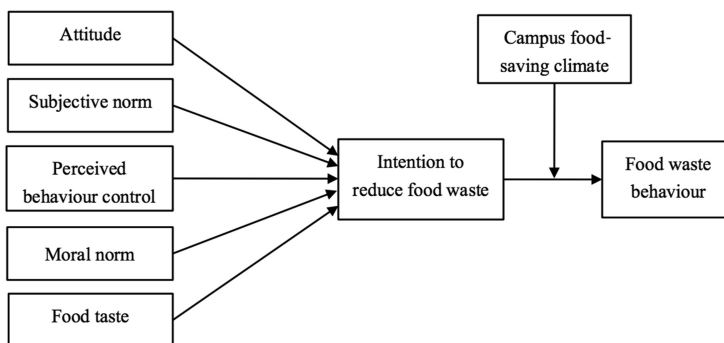 Attitude
Subjective norm
Perceived
behaviour control
Moral norm
Food taste
Intention to
reduce food waste
Campus food-
saving climate
Food waste
behaviour